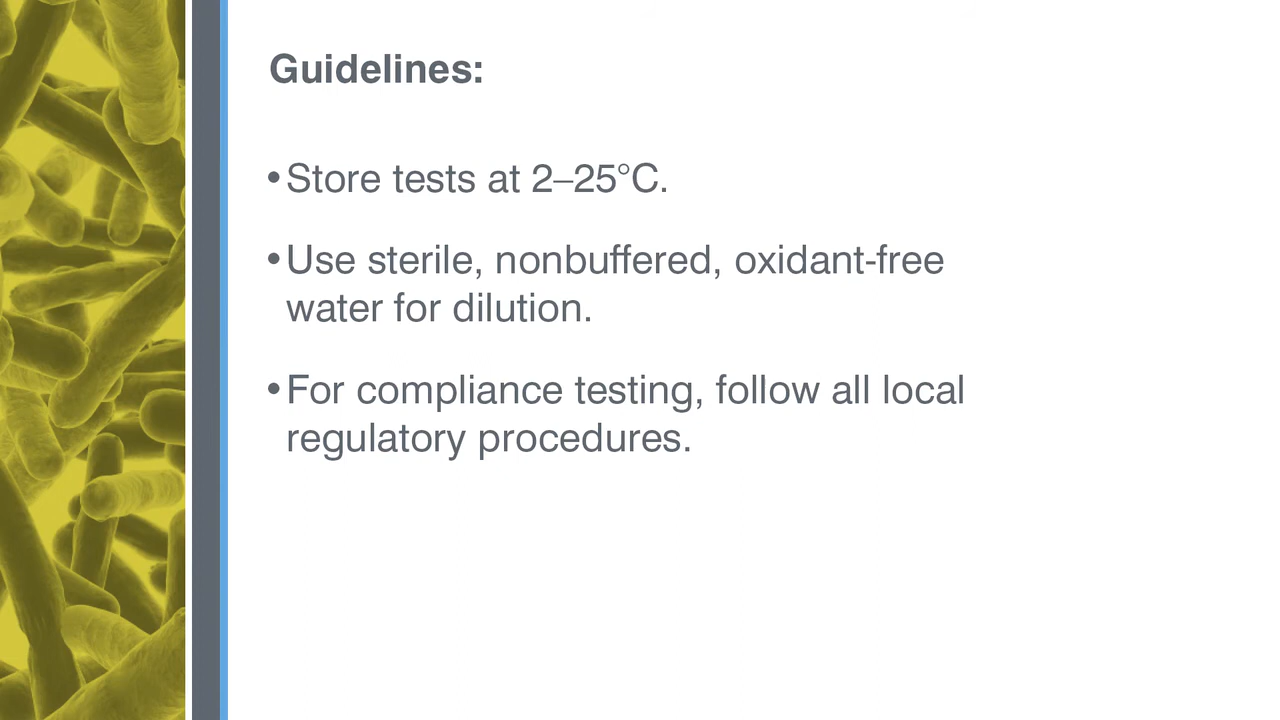 Guidelines:
•Store tests at 2–25°C.
•Use sterile, nonbuffered, oxidant-free
water for dilution.
•For compliance testing, follow all local
regulatory procedures.